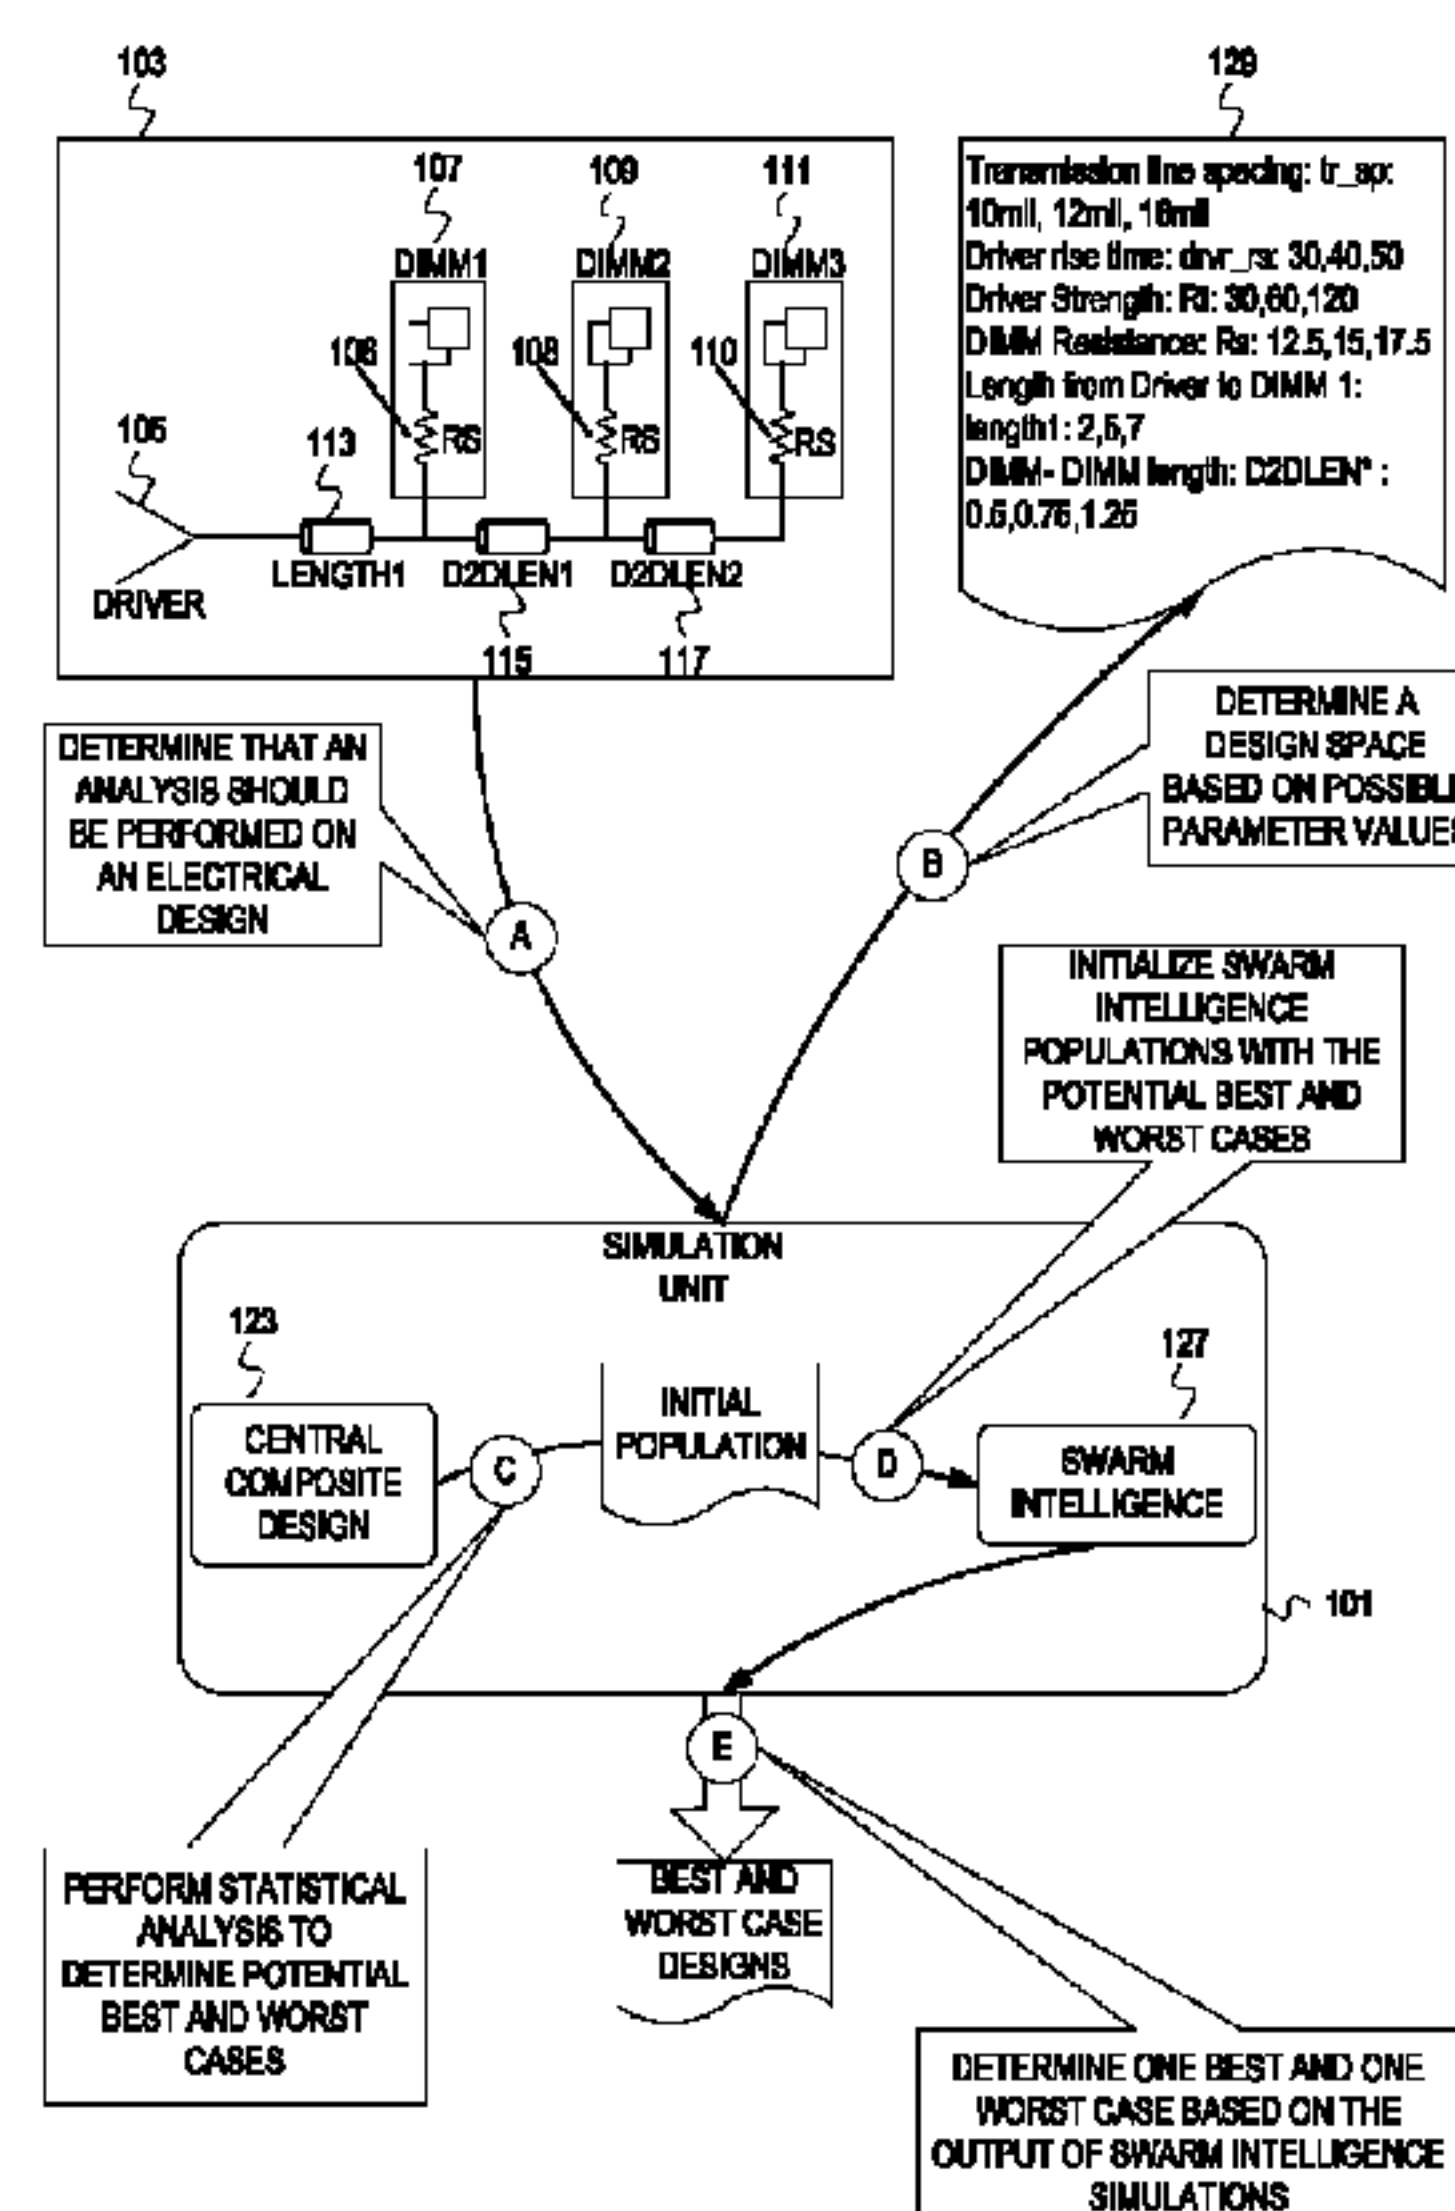 103
107
109
111
DIMM1
DIMM2
DIMM3
106
108
110
RS
RS
RS
105
113
LENGTH1
D2DLEN1
D2DLEN2
DRIVER
115
117
129
Transmission line spacing: tr_sp:
10mil, 12mil, 16mil
Driver rise time: drvr_rs: 30,40,50
Driver Strength: Ri: 30,60,120
DIMM Resistance: Rs: 12.5,15,17.5
Length from Driver to DIMM 1:
length1: 2,5,7
DIMM- DIMM length: D2DLEN* :
0.5,0.75,1.25
DETERMINE THAT AN
ANALYSIS SHOULD
BE PERFORMED ON
AN ELECTRICAL
DESIGN
A
DETERMINE A
DESIGN SPACE
BASED ON POSSIBLE
PARAMETER VALUES
B
INITIALIZE SWARM
INTELLIGENCE
POPULATIONS WITH THE
POTENTIAL BEST AND
WORST CASES
SIMULATION
UNIT
123
CENTRAL
COMPOSITE
DESIGN
C
INITIAL
POPULATION
D
127
SWARM
INTELLIGENCE
101
E
PERFORM STATISTICAL
ANALYSIS TO
DETERMINE POTENTIAL
BEST AND WORST
CASES
BEST AND
WORST CASE
DESIGNS
DETERMINE ONE BEST AND ONE
WORST CASE BASED ON THE
OUTPUT OF SWARM INTELLIGENCE
SIMULATIONS